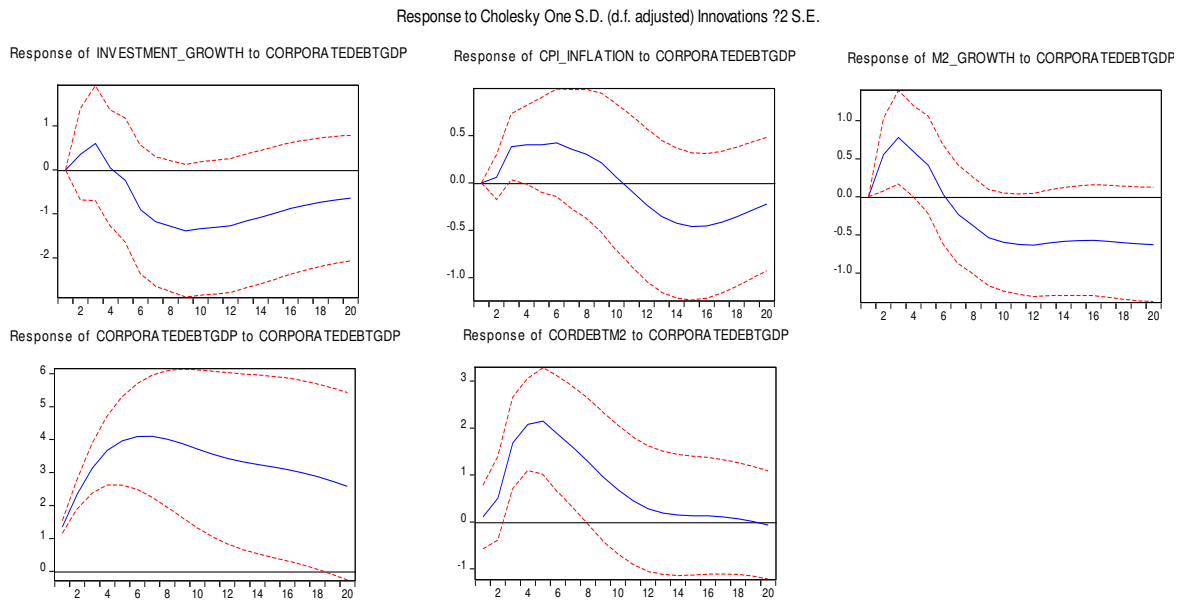 Response to Cholesky One S.D. (d.f. adjusted) Innovations ?2 S.E.
Response of INVESTMENT_GROWTH to CORPORATEDEBTGDP
1
0
-1
-2
2 4 6 8 10 12 14 16 18 20
Response of CPI_INFLATION to CORPORATEDEBTGDP
0.5
0.0
-0.5
-1.0
2 4 6 8 10 12 14 16 18 20
Response of M2_GROWTH to CORPORATEDEBTGDP
1.0
0.5
0.0
-0.5
-1.0
2 4 6 8 10 12 14 16 18 20
Response of CORPORATEDEBTGDP to CORPORATEDEBTGDP
6
5
4
3
2
1
0
2 4 6 8 10 12 14 16 18 20
Response of CORDEBTM2 to CORPORATEDEBTGDP
3
2
1
0
-1
2 4 6 8 10 12 14 16 18 20